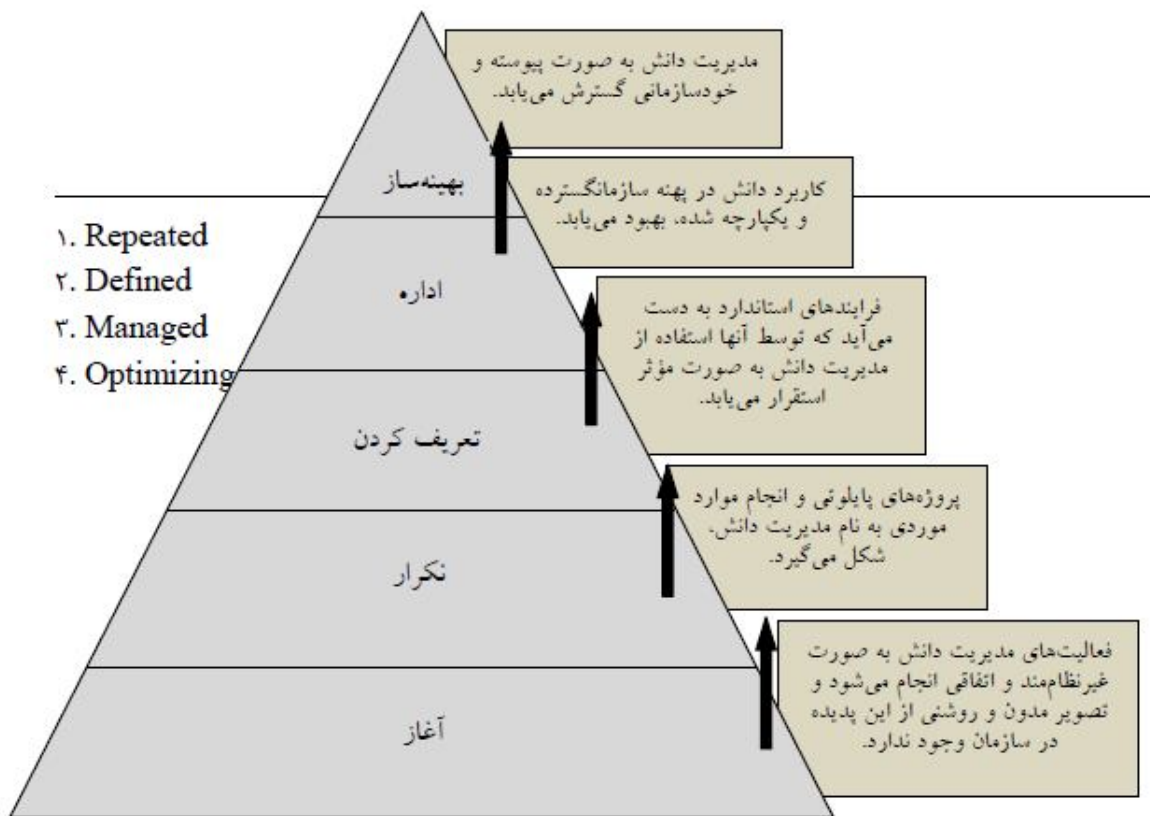 مدیریت دانش به صورت پیوسته و
خودسازمانی گسترش می‌یابد.
بهینه‌ساز
کاربرد دانش در پهنه سازمانگسترده
و یکپارچه شده، بهبود می‌یابد.
۱. Repeated
۲. Defined
۳. Managed
۴. Optimizing
اداره
فرایندهای استاندارد به دست
می‌آید که توسط آنها استفاده از
مدیریت دانش به صورت مؤثر
استقرار می‌یابد.
تعریف کردن
پروژه‌های پایلوتی و انجام موارد
موردی به نام مدیریت دانش،
شکل می‌گیرد.
تکرار
فعالیت‌های مدیریت دانش به صورت
غیرنظام‌مند و اتفاقی انجام می‌شود و
تصویر مدون و روشنی از این پدیده
در سازمان وجود ندارد.
آغاز